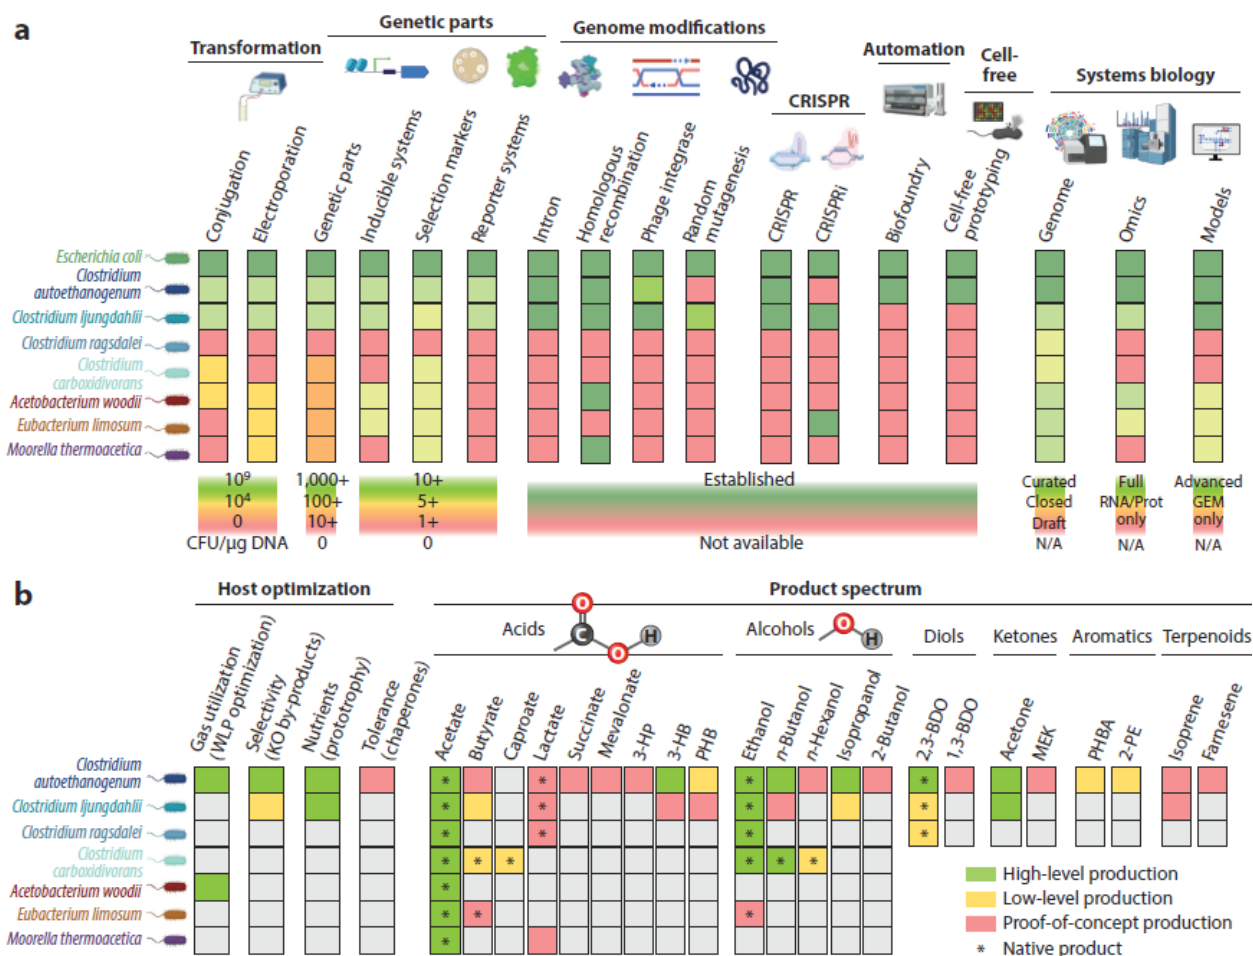 a
Transformation
Genetic parts
Genome modifications
CRISPR
Automation
Cell-
free
Systems biology
Conjugation
Electroporation
Genetic parts
Inducible systems
Selection markers
Reporter systems
Intron
Homologous
recombination
Phage integrase
Random
mutagenesis
CRISPR
CRISPRi
Biofoundry
Cell-free
prototyping
Genome
Omics
Models
Escherichia coli
Clostridium
autoethanogenum
Clostridium ljungdahlii
Clostridium ragsdalei
Clostridium
carboxidivorans
Acetobacterium woodii
Eubacterium limosum
Moorella thermoacetica
10⁹
10⁴
0
CFU/µg DNA
1,000+
100+
10+
0
10+
5+
1+
0
Established
Not available
Curated
Closed
Draft
N/A
Full
RNA/Prot
only
N/A
Advanced
GEM
only
N/A
b
Host optimization
Product spectrum
Acids
O
C
O
H
Alcohols
O
H
Diols
Ketones
Aromatics
Terpenoids
Gas utilization
(WLP optimization)
Selectivity
(KO by-products)
Nutrients
(prototrophy)
Tolerance
(chaperones)
Acetate
Butyrate
Caproate
Lactate
Succinate
Mevalonate
3-HP
3-HB
PHB
Ethanol
n-Butanol
n-Hexanol
Isopropanol
2-Butanol
2,3-BDO
1,3-BDO
Acetone
MEK
PHBA
2-PE
Isoprene
Farnesene
Clostridium
autoethanogenum
* * * * *
Clostridium ljungdahlii
* * * *
Clostridium ragsdalei
* * * *
Clostridium
carboxidivorans
* * * * * *
Acetobacterium woodii
*
Eubacterium limosum
* * *
Moorella thermoacetica
*
High-level production
Low-level production
Proof-of-concept production
* Native product